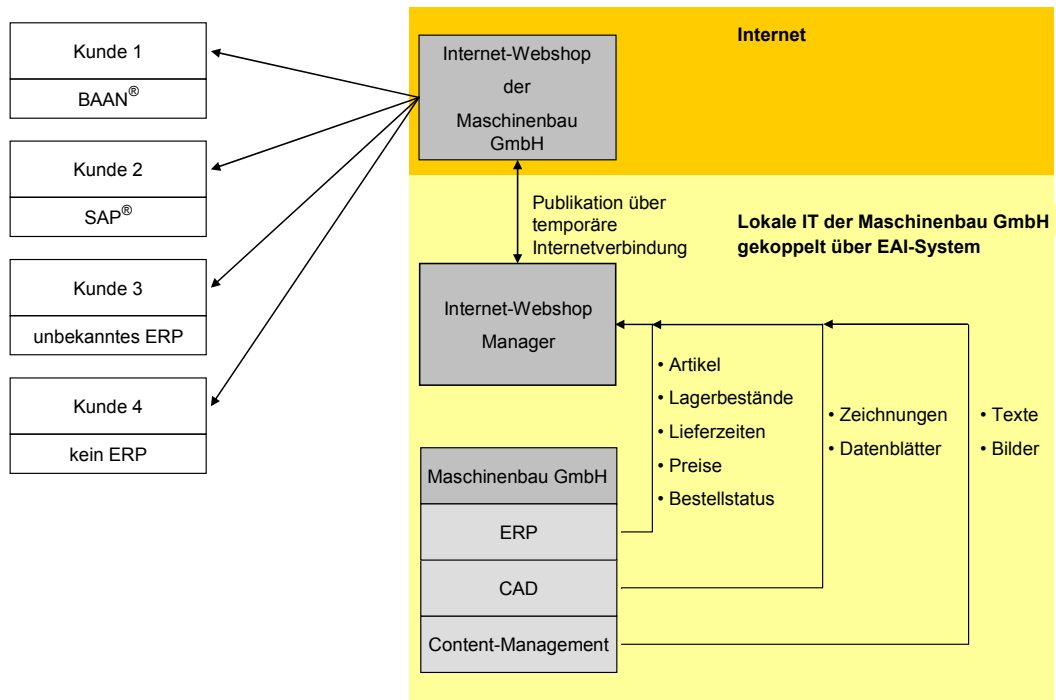 Kunde 1
BAAN®
Kunde 2
SAP®
Kunde 3
unbekanntes ERP
Kunde 4
kein ERP
Internet
Internet-Webshop
der
Maschinenbau
GmbH
Publikation über
temporäre
Internetverbindung
Lokale IT der Maschinenbau GmbH
gekoppelt über EAI-System
Internet-Webshop
Manager
• Artikel
• Lagerbestände
• Lieferzeiten
• Preise
• Bestellstatus
• Zeichnungen
• Datenblätter
• Texte
• Bilder
Maschinenbau GmbH
ERP
CAD
Content-Management